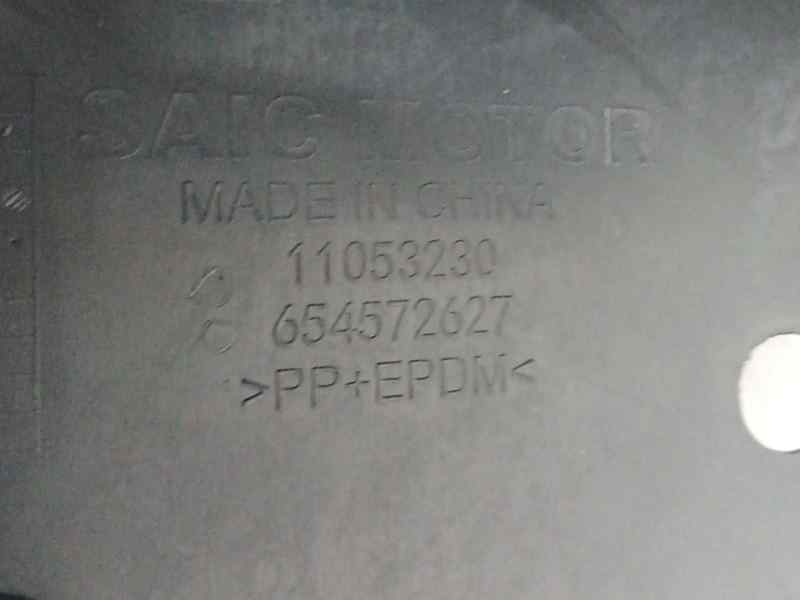 SAIC MOTOR
MADE IN CHINA
11053230
654572627
>PP+EPDM<